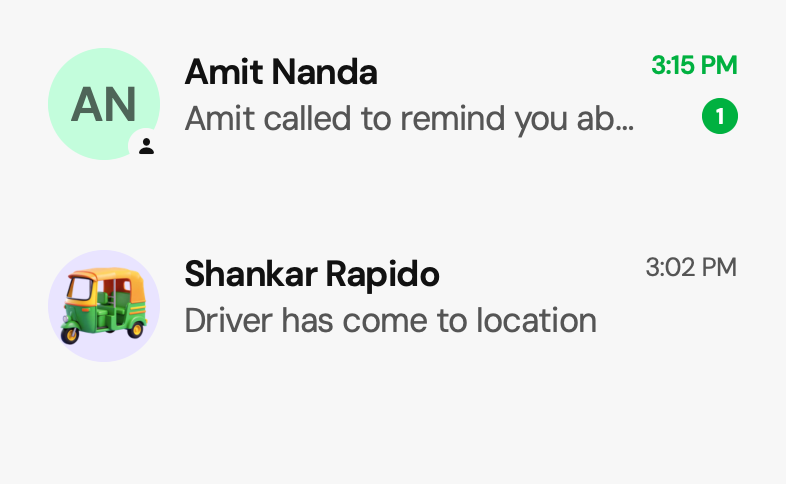 AN
Amit Nanda
3:15 PM
Amit called to remind you ab...
1
Shankar Rapido
3:02 PM
Driver has come to location